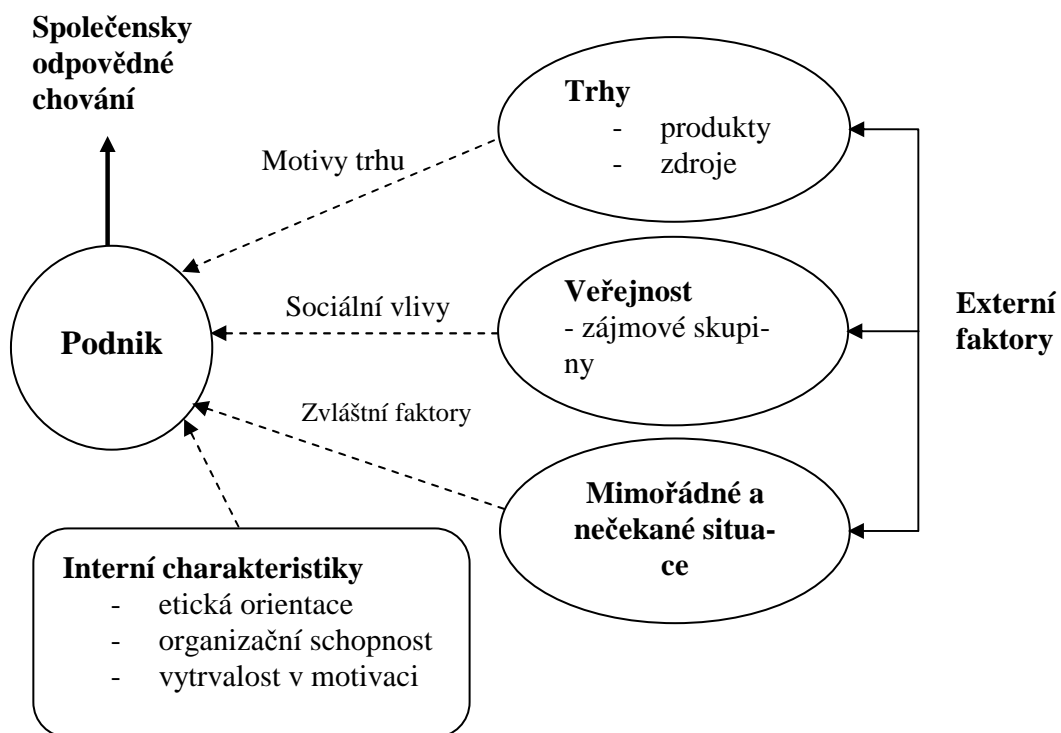 Společensky
odpovědné
chování
Trhy
- produkty
- zdroje
Motivy trhu
Veřejnost
- zájmové skupi-
ny
Sociální vlivy
Externí
faktory
Podnik
Zvláštní faktory
Mimořádné a
nečekané situa-
ce
Interní charakteristiky
- etická orientace
- organizační schopnost
- vytrvalost v motivaci